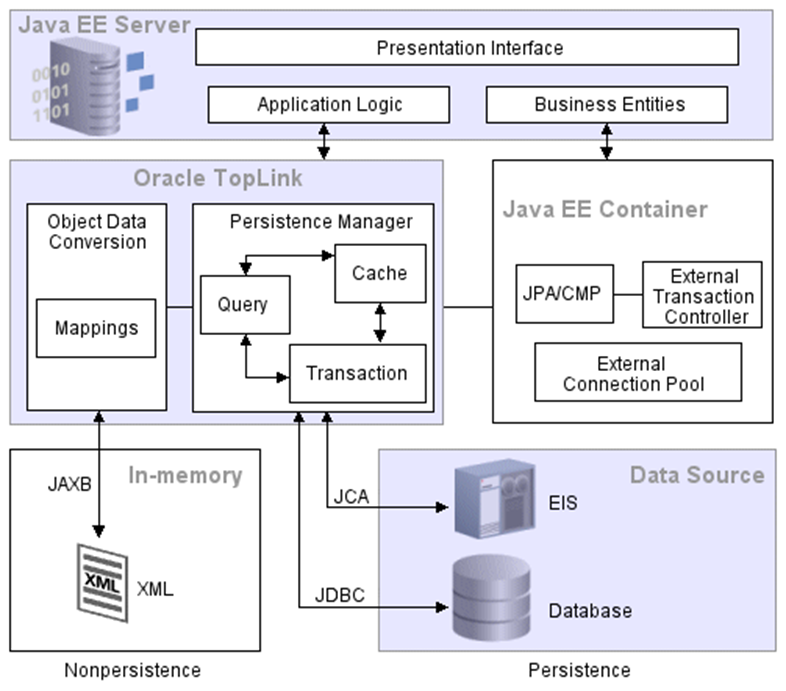 Java EE Server
0010
0101
1101
Presentation Interface
Application Logic
Business Entities
Oracle TopLink
Object Data
Conversion
Mappings
Persistence Manager
Cache
Query
Transaction
Java EE Container
JPA/CMP
External
Transaction
Controller
External
Connection Pool
In-memory
JAXB
XML
XML
Nonpersistence
Data Source
JCA
EIS
JDBC
Database
Persistence